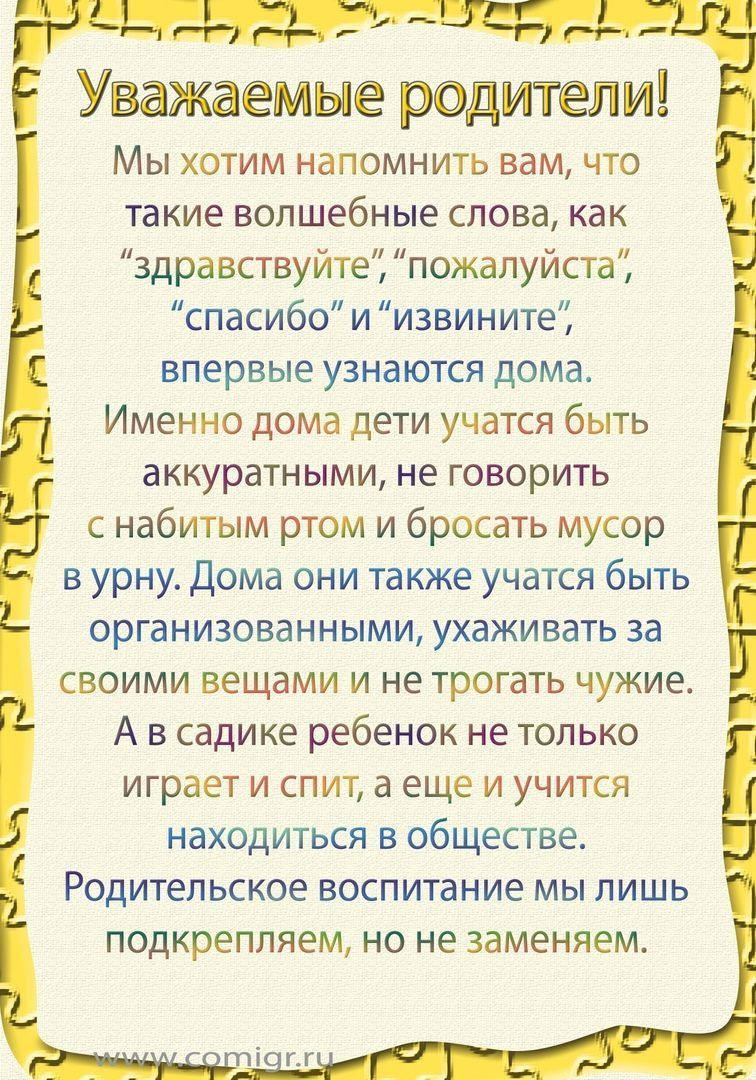 Уважаемые родители!
Мы хотим напомнить вам, что
такие волшебные слова, как
“здравствуйте”, “пожалуйста”,
“спасибо” и “извините”,
впервые узнаются дома.
Именно дома дети учатся быть
аккуратными, не говорить
с набитым ртом и бросать мусор
в урну. Дома они также учатся быть
организованными, ухаживать за
своими вещами и не трогать чужие.
А в садике ребенок не только
играет и спит, а еще и учится
находиться в обществе.
Родительское воспитание мы лишь
подкрепляем, но не заменяем.
www.comigr.ru